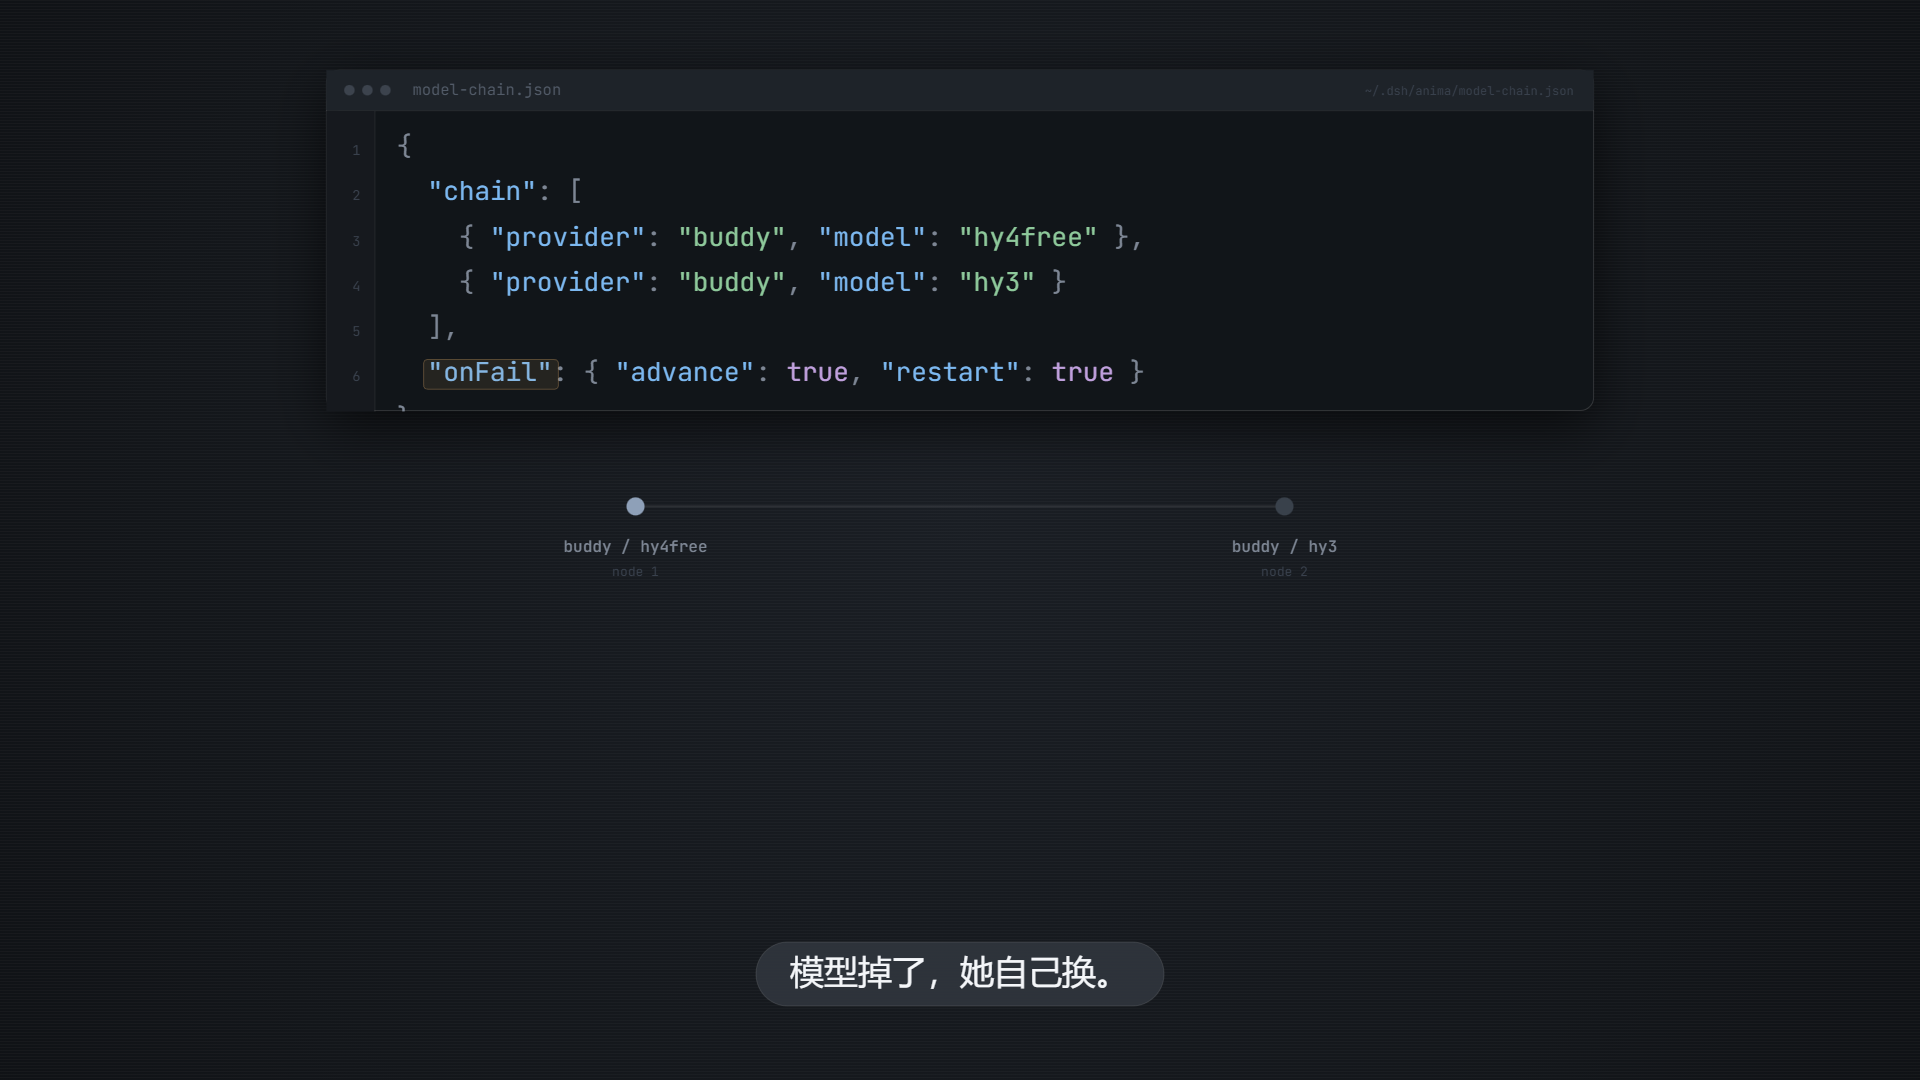 model-chain.json
~/.dsh/anima/model-chain.json
1 {
2 "chain": [
3 { "provider": "buddy", "model": "hy4free" },
4 { "provider": "buddy", "model": "hy3" }
5 ],
6 "onFail": { "advance": true, "restart": true }
}
buddy / hy4free
node 1
buddy / hy3
node 2
模型掉了，她自己换。